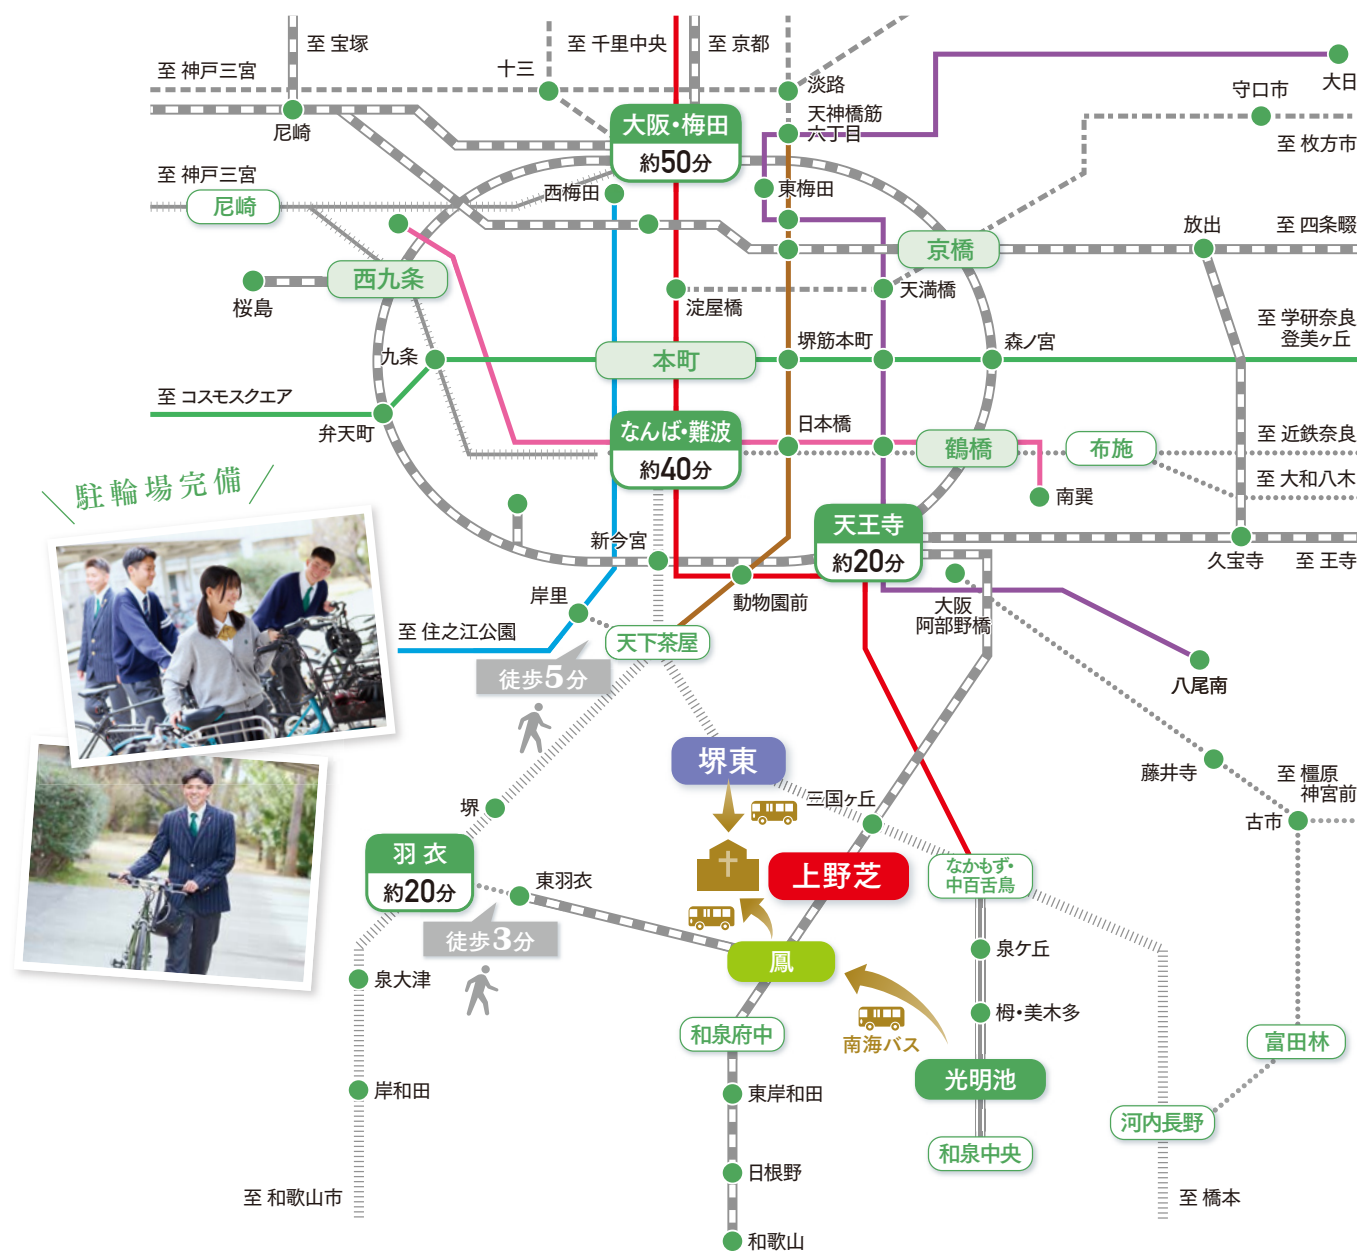 至 宝塚
至 千里中央
至 京都
至 神戸三宮
十三
淡路
大日
守口市
尼崎
大阪・梅田
約50分
天神橋筋
六丁目
至 枚方市
至 神戸三宮
尼崎
西梅田
東梅田
放出
至 四条畷
京橋
西九条
桜島
淀屋橋
天満橋
至 学研奈良
登美ヶ丘
九条
本町
堺筋本町
森ノ宮
至 コスモスクエア
弁天町
なんば・難波
約40分
日本橋
鶴橋
布施
至 近鉄奈良
至 大和八木
南巽
駐輪場完備
新今宮
天王寺
約20分
久宝寺
至 王寺
岸里
動物園前
大阪
阿部野橋
至 住之江公園
天下茶屋
徒歩5分
八尾南
堺東
藤井寺
至 橿原
神宮前
古市
堺
三国ヶ丘
羽衣
約20分
東羽衣
上野芝
なかもず・
中百舌鳥
徒歩3分
鳳
泉ケ丘
泉大津
栂・美木多
南海バス
和泉府中
富田林
光明池
岸和田
東岸和田
河内長野
和泉中央
日根野
至 和歌山市
至 橋本
和歌山